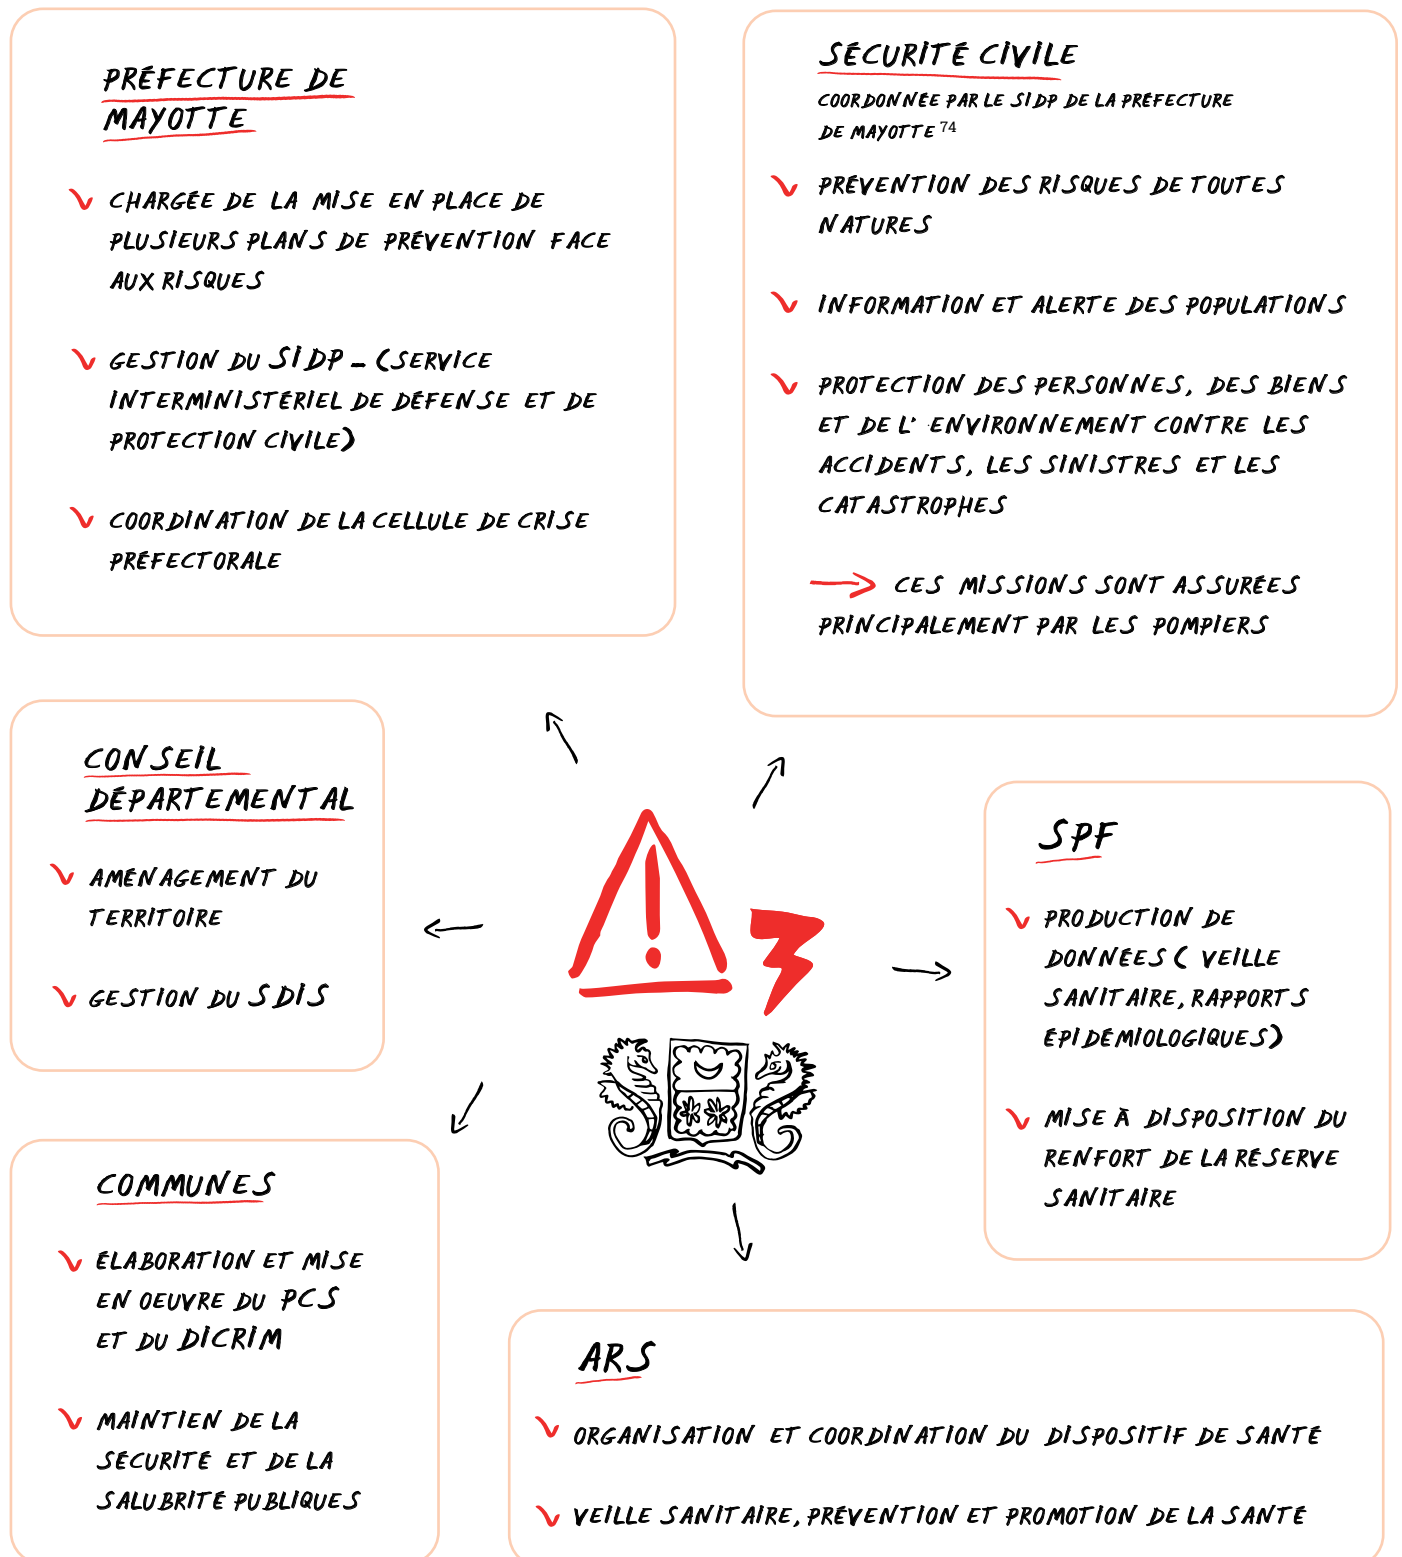 PRÉFECTURE DE
MAYOTTE
CHARGÉE DE LA MISE EN PLACE DE
PLUSIEURS PLANS DE PRÉVENTION FACE
AUX RISQUES
GESTION DU SIDP – (SERVICE
INTERMINISTÉRIEL DE DÉFENSE ET DE
PROTECTION CIVILE)
COORDINATION DE LA CELLULE DE CRISE
PRÉFECTORALE
SÉCURITÉ CIVILE
COORDONNÉE PAR LE SIDP DE LA PRÉFECTURE
DE MAYOTTE 74
PRÉVENTION DES RISQUES DE TOUTES
NATURES
INFORMATION ET ALERTE DES POPULATIONS
PROTECTION DES PERSONNES, DES BIENS
ET DE L' ENVIRONNEMENT CONTRE LES
ACCIDENTS, LES SINISTRES ET LES
CATASTROPHES
CES MISSIONS SONT ASSURÉES
PRINCIPALEMENT PAR LES POMPIERS
CONSEIL
DÉPARTEMENTAL
AMÉNAGEMENT DU
TERRITOIRE
GESTION DU SDIS
SPF
PRODUCTION DE
DONNÉES ( VEILLE
SANITAIRE, RAPPORTS
ÉPIDÉMIOLOGIQUES)
MISE À DISPOSITION DU
RENFORT DE LA RÉSERVE
SANITAIRE
COMMUNES
ÉLABORATION ET MISE
EN OEUVRE DU PCS
ET DU DICRIM
MAINTIEN DE LA
SÉCURITÉ ET DE LA
SALUBRITÉ PUBLIQUES
ARS
ORGANISATION ET COORDINATION DU DISPOSITIF DE SANTÉ
VEILLE SANITAIRE, PRÉVENTION ET PROMOTION DE LA SANTÉ